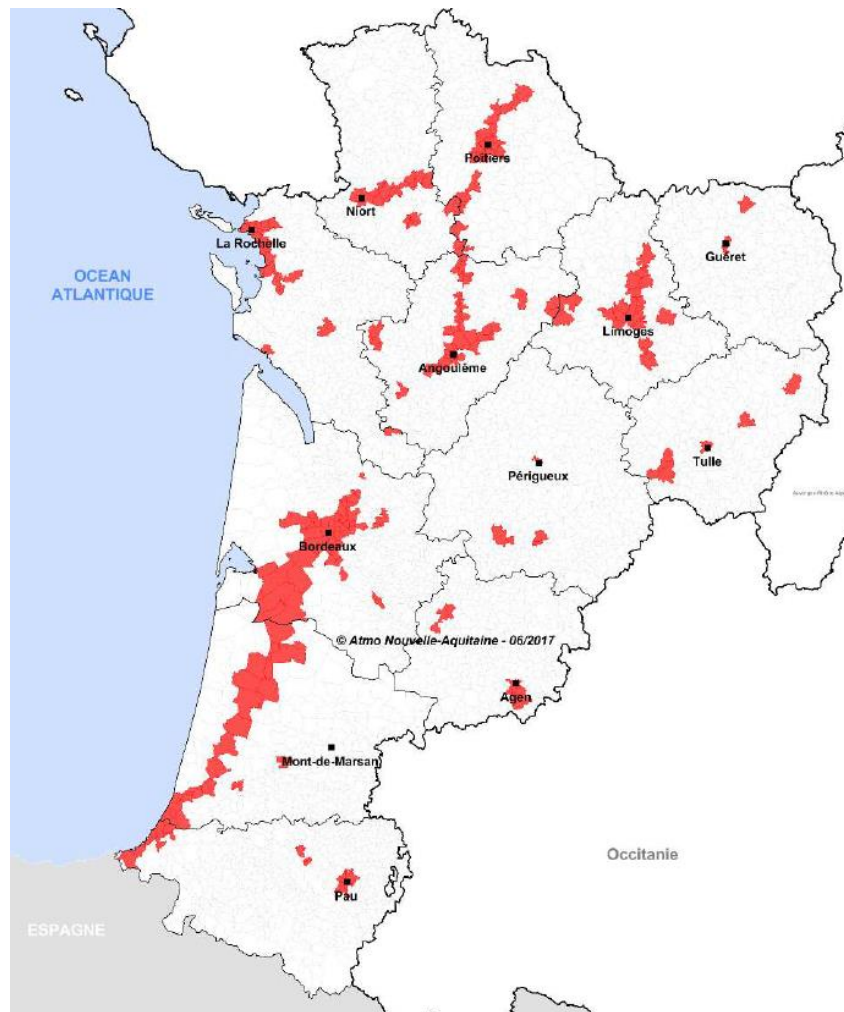 Poitiers
Niort
La Rochelle
Guéret
OCEAN
ATLANTIQUE
Limoges
Angoulême
Tulle
Périgueux
Bordeaux
© Atmo Nouvelle-Aquitaine - 06/2017
Agen
Mont-de-Marsan
Occitanie
Pau
ESPAGNE